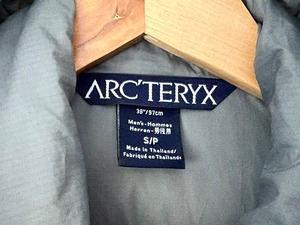 ARC'TERYX
38"/97cm
Men's-Hommes
Herren-男性用
S/P
Made in Thailand/
Fabriqué en Thaïlande